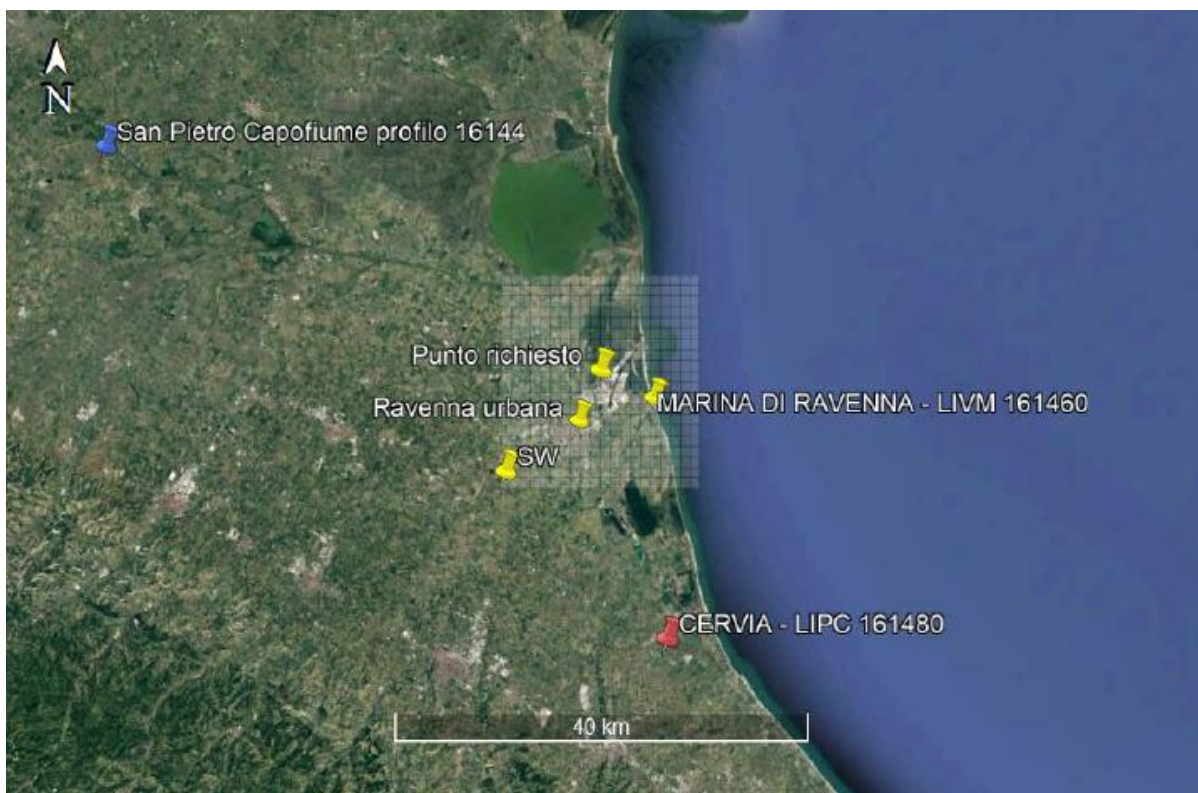 N
San Pietro Capofiume profilo 16144
Punto richiesto
MARINA DI RAVENNA - LIVM 161460
Ravenna urbana
SW
CERVIA - LIPC 161480
40 km